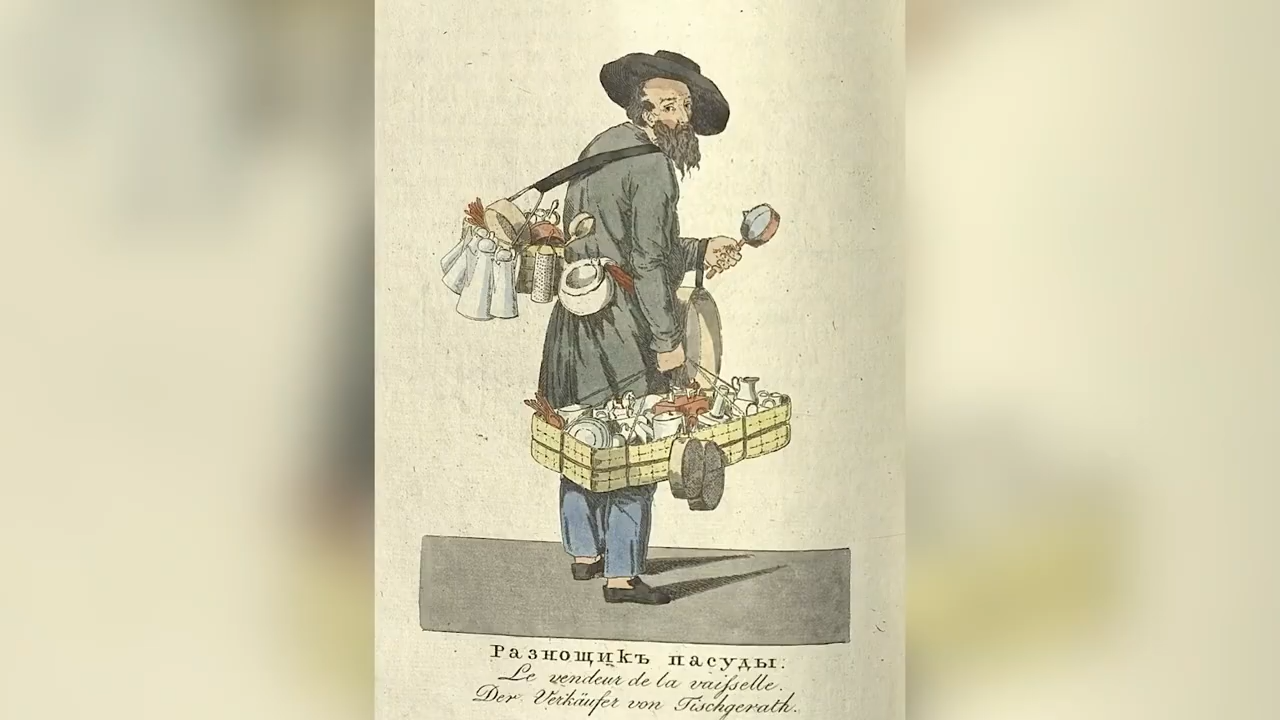 Разнощикъ пасуды.
Le vendeur de la vaiſselle.
Der Verkäufer von Tischgerath.